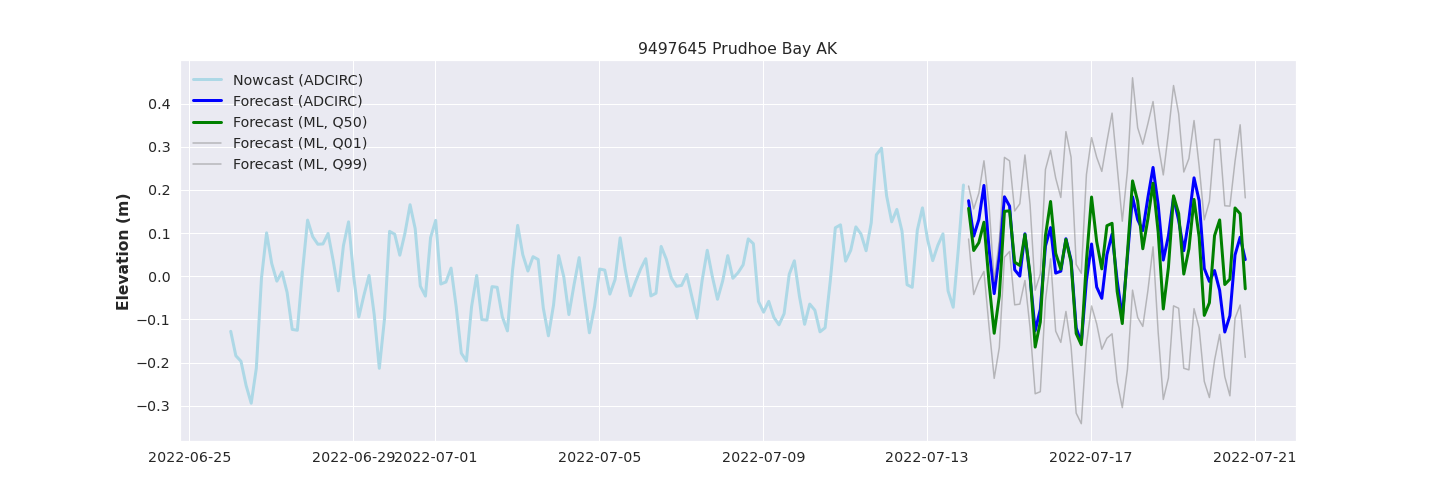 9497645 Prudhoe Bay AK
Nowcast (ADCIRC)
Forecast (ADCIRC)
Forecast (ML, Q50)
Forecast (ML, Q01)
Forecast (ML, Q99)
Elevation (m)
0.4
0.3
0.2
0.1
0.0
−0.1
−0.2
−0.3
2022-06-25 2022-06-29 2022-07-01 2022-07-05 2022-07-09 2022-07-13 2022-07-17 2022-07-21